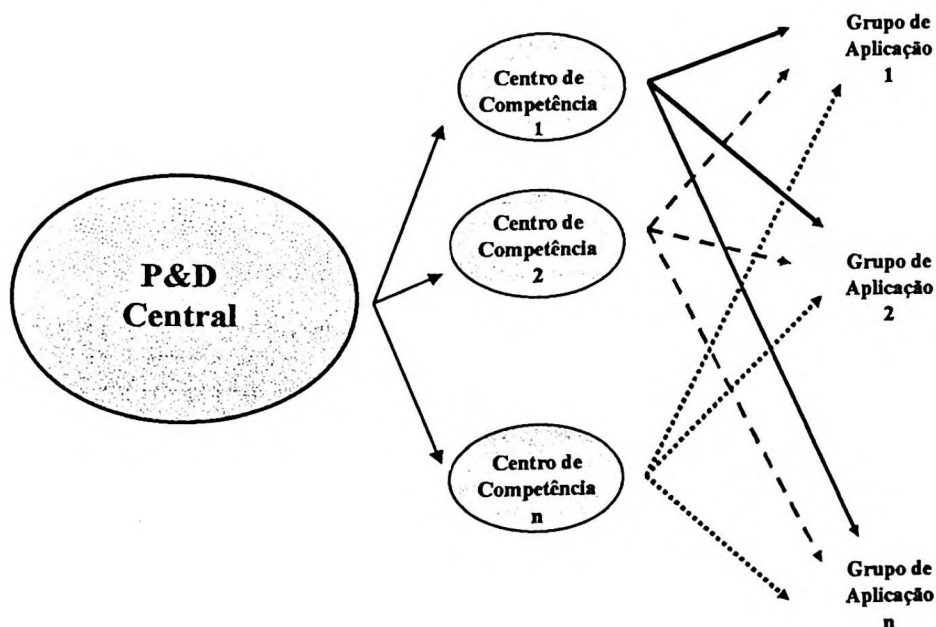 P&D
Central
Centro de
Competência
1
Centro de
Competência
2
Centro de
Competência
n
Grupo de
Aplicação
1
Grupo de
Aplicação
2
Grupo de
Aplicação
n